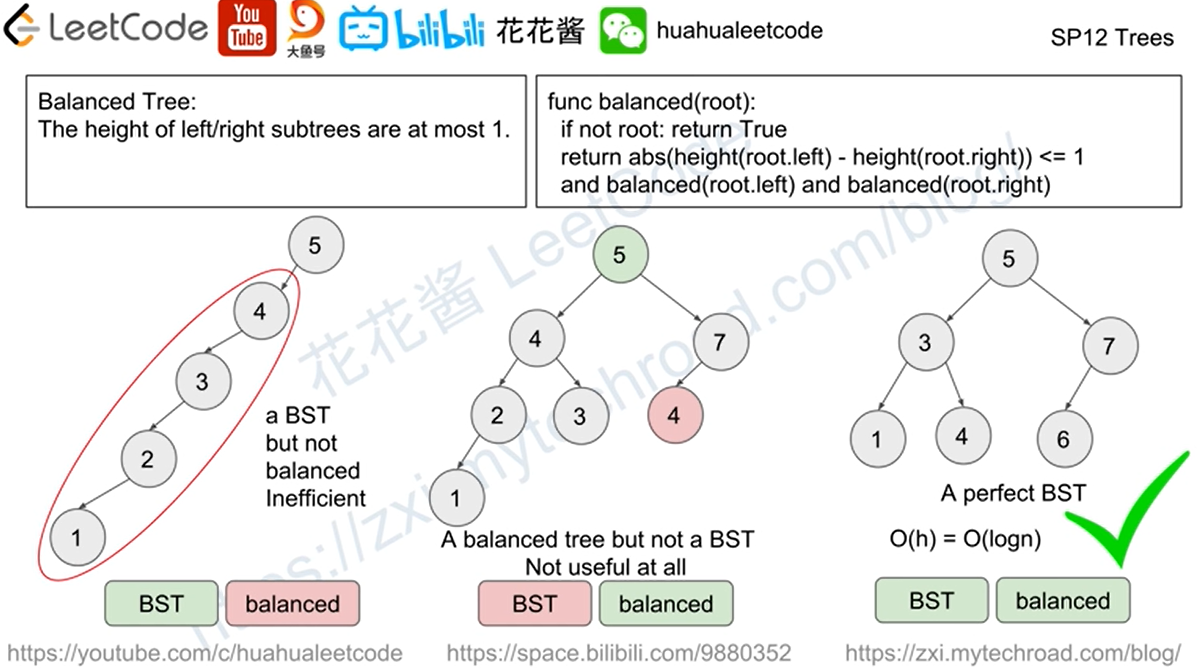 LeetCode
You
Tube
大鱼号
bilibili
花花酱
huahualeetcode
SP12 Trees
Balanced Tree:
The height of left/right subtrees are at most 1.
func balanced(root):
if not root: return True
return abs(height(root.left) - height(root.right)) <= 1
and balanced(root.left) and balanced(root.right)
花花酱 LeetCode
https://zxi.mytechroad.com/blog/
5
4
3
2
1
a BST
but not
balanced
Inefficient
BST
balanced
5
4
7
2
3
4
1
A balanced tree but not a BST
Not useful at all
BST
balanced
5
3
7
1
4
6
A perfect BST
O(h) = O(logn)
BST
balanced
https://youtube.com/c/huahualeetcode
https://space.bilibili.com/9880352
https://zxi.mytechroad.com/blog/